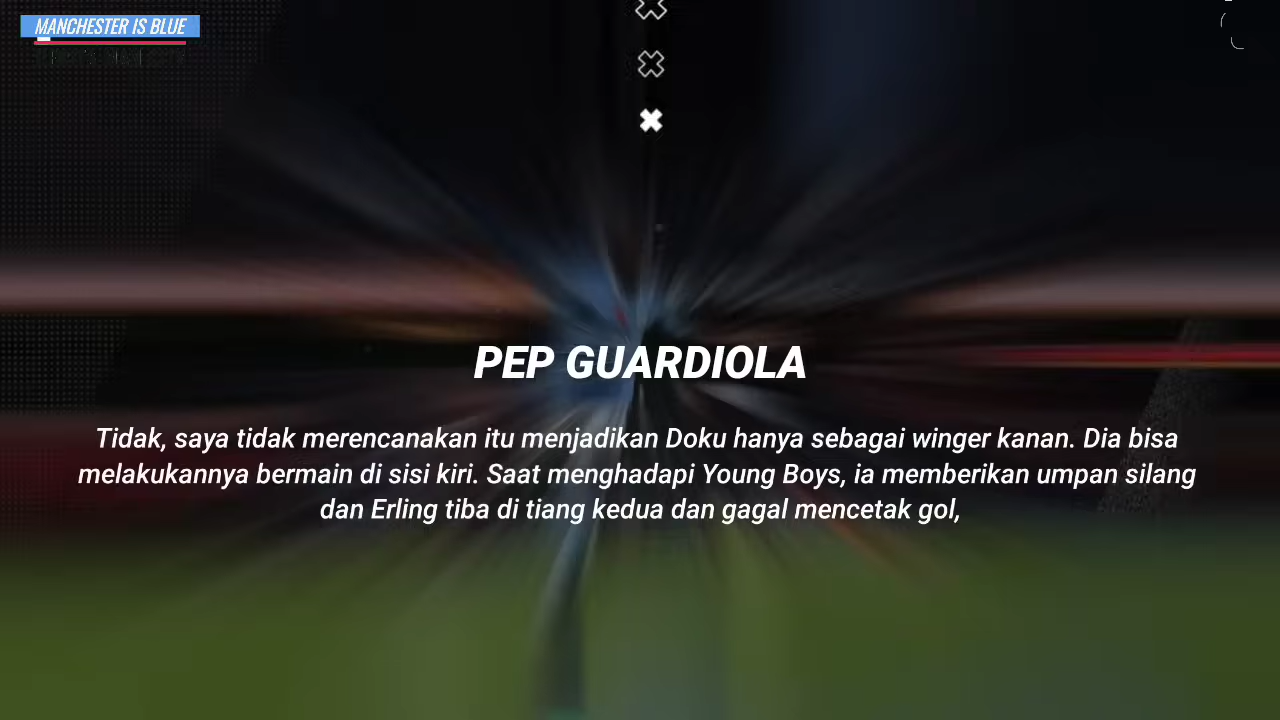 MANCHESTER IS BLUE
PEP GUARDIOLA
Tidak, saya tidak merencanakan itu menjadikan Doku hanya sebagai winger kanan. Dia bisa
melakukannya bermain di sisi kiri. Saat menghadapi Young Boys, ia memberikan umpan silang
dan Erling tiba di tiang kedua dan gagal mencetak gol,